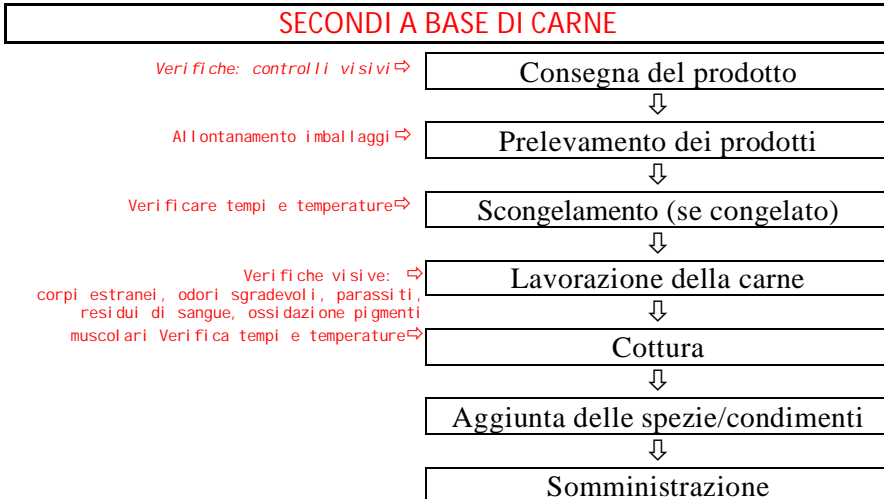 SECONDI A BASE DI CARNE
Verifiche: controlli visivi⇨
Consegna del prodotto
Allontanamento imballaggi⇨
Prelevamento dei prodotti
Verificare tempi e temperature⇨
Scongelamento (se congelato)
Verifiche visive: ⇨
corpi estranei, odori sgradevoli, parassiti,
residui di sangue, ossidazione pigmenti
Lavorazione della carne
muscolari Verifica tempi e temperature⇨
Cottura
Aggiunta delle spezie/condimenti
Somministrazione